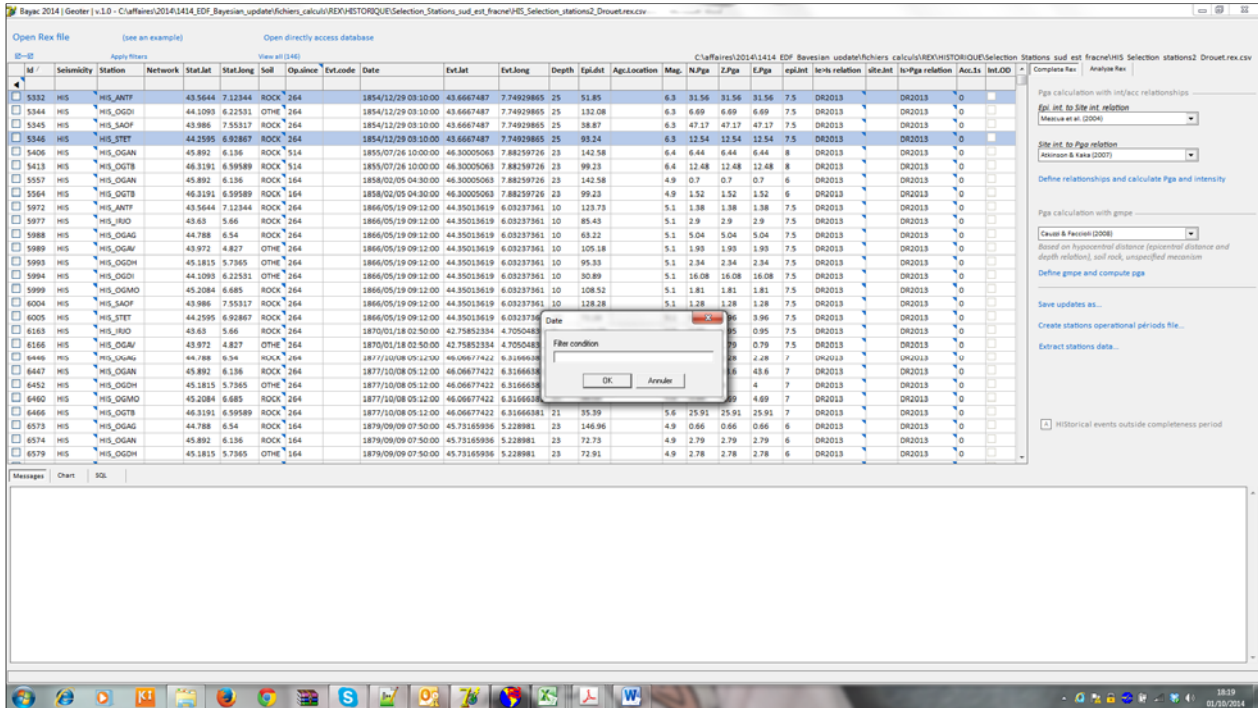 Bayac 2014 | Geoter | v.1.0 - C:\affaires\2014\1414_EDF_Bayesian_update\fichiers_calculs\REX\HISTORIQUE\Selection_Stations_sud_est_fracne\HIS_Selection_stations2_Drouet.rex.csv
Open Rex file (see an example) Open directly access database
Apply filters View all (146)
C:\affaires\2014\1414_EDF_Bayesian_update\fichiers_calculs\REX\HISTORIQUE\Selection_Stations_sud_est_fracne\HIS_Selection_stations2_Drouet.rex.csv
Id Seismicity Station Network Stat.lat Stat.long Soil Op.since Evt.code Date Evt.lat Evt.long Depth Epi.dst Agc.Location Mag. N.Pga Z.Pga E.Pga epi.Int Ie>Is relation site.Int Is>Pga relation Acc.1s Int.OD
5332 HIS HIS_ANTF 43.5644 7.12344 ROCK 264 1854/12/29 03:10:00 43.6667487 7.74929865 25 51.85 6.3 31.56 31.56 31.56 7.5 DR2013 DR2013 0
5344 HIS HIS_OGDI 44.1093 6.22531 OTHE 264 1854/12/29 03:10:00 43.6667487 7.74929865 25 132.08 6.3 6.69 6.69 6.69 7.5 DR2013 DR2013 0
5345 HIS HIS_SAOF 43.986 7.55317 ROCK 264 1854/12/29 03:10:00 43.6667487 7.74929865 25 38.87 6.3 47.17 47.17 47.17 7.5 DR2013 DR2013 0
5346 HIS HIS_STET 44.2595 6.92867 ROCK 264 1854/12/29 03:10:00 43.6667487 7.74929865 25 93.24 6.3 12.54 12.54 12.54 7.5 DR2013 DR2013 0
5406 HIS HIS_OGAN 45.892 6.136 ROCK 514 1855/07/26 10:00:00 46.30005063 7.88259726 23 142.58 6.4 6.44 6.44 6.44 8 DR2013 DR2013 0
5413 HIS HIS_OGTB 46.3191 6.59589 ROCK 514 1855/07/26 10:00:00 46.30005063 7.88259726 23 99.23 6.4 12.48 12.48 12.48 8 DR2013 DR2013 0
5557 HIS HIS_OGAN 45.892 6.136 ROCK 164 1858/02/05 04:30:00 46.30005063 7.88259726 23 142.58 4.9 0.7 0.7 0.7 6 DR2013 DR2013 0
5564 HIS HIS_OGTB 46.3191 6.59589 ROCK 164 1858/02/05 04:30:00 46.30005063 7.88259726 23 99.23 4.9 1.52 1.52 1.52 6 DR2013 DR2013 0
5972 HIS HIS_ANTF 43.5644 7.12344 ROCK 264 1866/05/19 09:12:00 44.35013619 6.03237361 10 123.73 5.1 1.38 1.38 1.38 7.5 DR2013 DR2013 0
5977 HIS HIS_IRJO 43.63 5.66 ROCK 264 1866/05/19 09:12:00 44.35013619 6.03237361 10 85.43 5.1 2.9 2.9 2.9 7.5 DR2013 DR2013 0
5988 HIS HIS_OGAG 44.788 6.54 ROCK 264 1866/05/19 09:12:00 44.35013619 6.03237361 10 63.22 5.1 5.04 5.04 5.04 7.5 DR2013 DR2013 0
5989 HIS HIS_OGAV 43.972 4.827 OTHE 264 1866/05/19 09:12:00 44.35013619 6.03237361 10 105.18 5.1 1.93 1.93 1.93 7.5 DR2013 DR2013 0
5993 HIS HIS_OGDH 45.1815 5.7365 OTHE 264 1866/05/19 09:12:00 44.35013619 6.03237361 10 95.33 5.1 2.34 2.34 2.34 7.5 DR2013 DR2013 0
5994 HIS HIS_OGDI 44.1093 6.22531 OTHE 264 1866/05/19 09:12:00 44.35013619 6.03237361 10 30.89 5.1 16.08 16.08 16.08 7.5 DR2013 DR2013 0
5999 HIS HIS_OGMO 45.2084 6.685 ROCK 264 1866/05/19 09:12:00 44.35013619 6.03237361 10 108.52 5.1 1.81 1.81 1.81 7.5 DR2013 DR2013 0
6004 HIS HIS_SAOF 43.986 7.55317 ROCK 264 1866/05/19 09:12:00 44.35013619 6.03237361 10 128.28 5.1 1.28 1.28 1.28 7.5 DR2013 DR2013 0
6005 HIS HIS_STET 44.2595 6.92867 ROCK 264 1866/05/19 09:12:00 44.35013619 6.0323736 3.96 7.5 DR2013 DR2013 0
6163 HIS HIS_IRJO 43.63 5.66 ROCK 264 1870/01/18 02:50:00 42.75852334 4.7050483 0.95 7.5 DR2013 DR2013 0
6166 HIS HIS_OGAV 43.972 4.827 OTHE 264 1870/01/18 02:50:00 42.75852334 4.7050483 0.79 7.5 DR2013 DR2013 0
6446 HIS HIS_OGAG 44.788 6.54 ROCK 264 1877/10/08 05:12:00 46.06677422 6.3166638 2.28 7 DR2013 DR2013 0
6447 HIS HIS_OGAN 45.892 6.136 ROCK 264 1877/10/08 05:12:00 46.06677422 6.3166638 43.6 7 DR2013 DR2013 0
6452 HIS HIS_OGDH 45.1815 5.7365 OTHE 264 1877/10/08 05:12:00 46.06677422 6.3166638 4 7 DR2013 DR2013 0
6460 HIS HIS_OGMO 45.2084 6.685 ROCK 264 1877/10/08 05:12:00 46.06677422 6.3166638 4.69 7 DR2013 DR2013 0
6466 HIS HIS_OGTB 46.3191 6.59589 ROCK 264 1877/10/08 05:12:00 46.06677422 6.31666381 21 35.39 5.6 25.91 25.91 25.91 7 DR2013 DR2013 0
6573 HIS HIS_OGAG 44.788 6.54 ROCK 164 1879/09/09 07:50:00 45.73165936 5.228981 23 146.96 4.9 0.66 0.66 0.66 6 DR2013 DR2013 0
6574 HIS HIS_OGAN 45.892 6.136 ROCK 164 1879/09/09 07:50:00 45.73165936 5.228981 23 72.73 4.9 2.79 2.79 2.79 6 DR2013 DR2013 0
6579 HIS HIS_OGDH 45.1815 5.7365 OTHE 164 1879/09/09 07:50:00 45.73165936 5.228981 23 72.91 4.9 2.78 2.78 2.78 6 DR2013 DR2013 0
Date
Filter condition
OK Annuler
Complete Rex Analyze Rex
Pga calculation with int/acc relationships
Epi. int. to Site int. relation
Mezcua et al. (2004)
Site int. to Pga relation
Atkinson & Kaka (2007)
Define relationships and calculate Pga and intensity
Pga calculation with gmpe
Cauzzi & Faccioli (2008)
Based on hypocentral distance (epicentral distance and
depth relation), soil rock, unspecified mecanism
Define gmpe and compute pga
Save updates as...
Create stations operational périods file...
Extract stations data...
A HIStorical events outside completeness period
Messages Chart SQL
18:19
01/10/2014